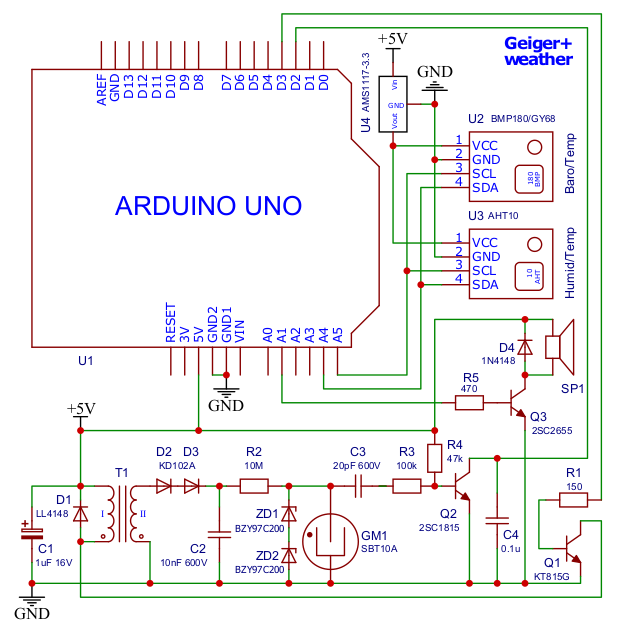 Geiger+
weather
+5V
GND
AREF
GND
D13
D12
D11
D10
D9
D8
D7
D6
D5
D4
D3
D2
D1
D0
U4
AMS1117-3.3
Vin
GND
Vout
U2 BMP180/GY68
1 VCC
2 GND
3 SCL
4 SDA
180
BMP
Baro/Temp
ARDUINO UNO
U3 AHT10
1 VCC
2 GND
3 SCL
4 SDA
10
AHT
Humid/Temp
RESET
3V
5V
GND2
GND1
VIN
A0
A1
A2
A3
A4
A5
U1
GND
D4
1N4148
SP1
R5
470
Q3
2SC2655
+5V
T1
I
II
D1
LL4148
C1
1uF 16V
GND
D2 D3
KD102A
R2
10M
C2
10nF 600V
ZD1
BZY97C200
ZD2
BZY97C200
C3
20pF 600V
GM1
SBT10A
R3
100k
R4
47k
Q2
2SC1815
C4
0.1u
R1
150
Q1
KT815G